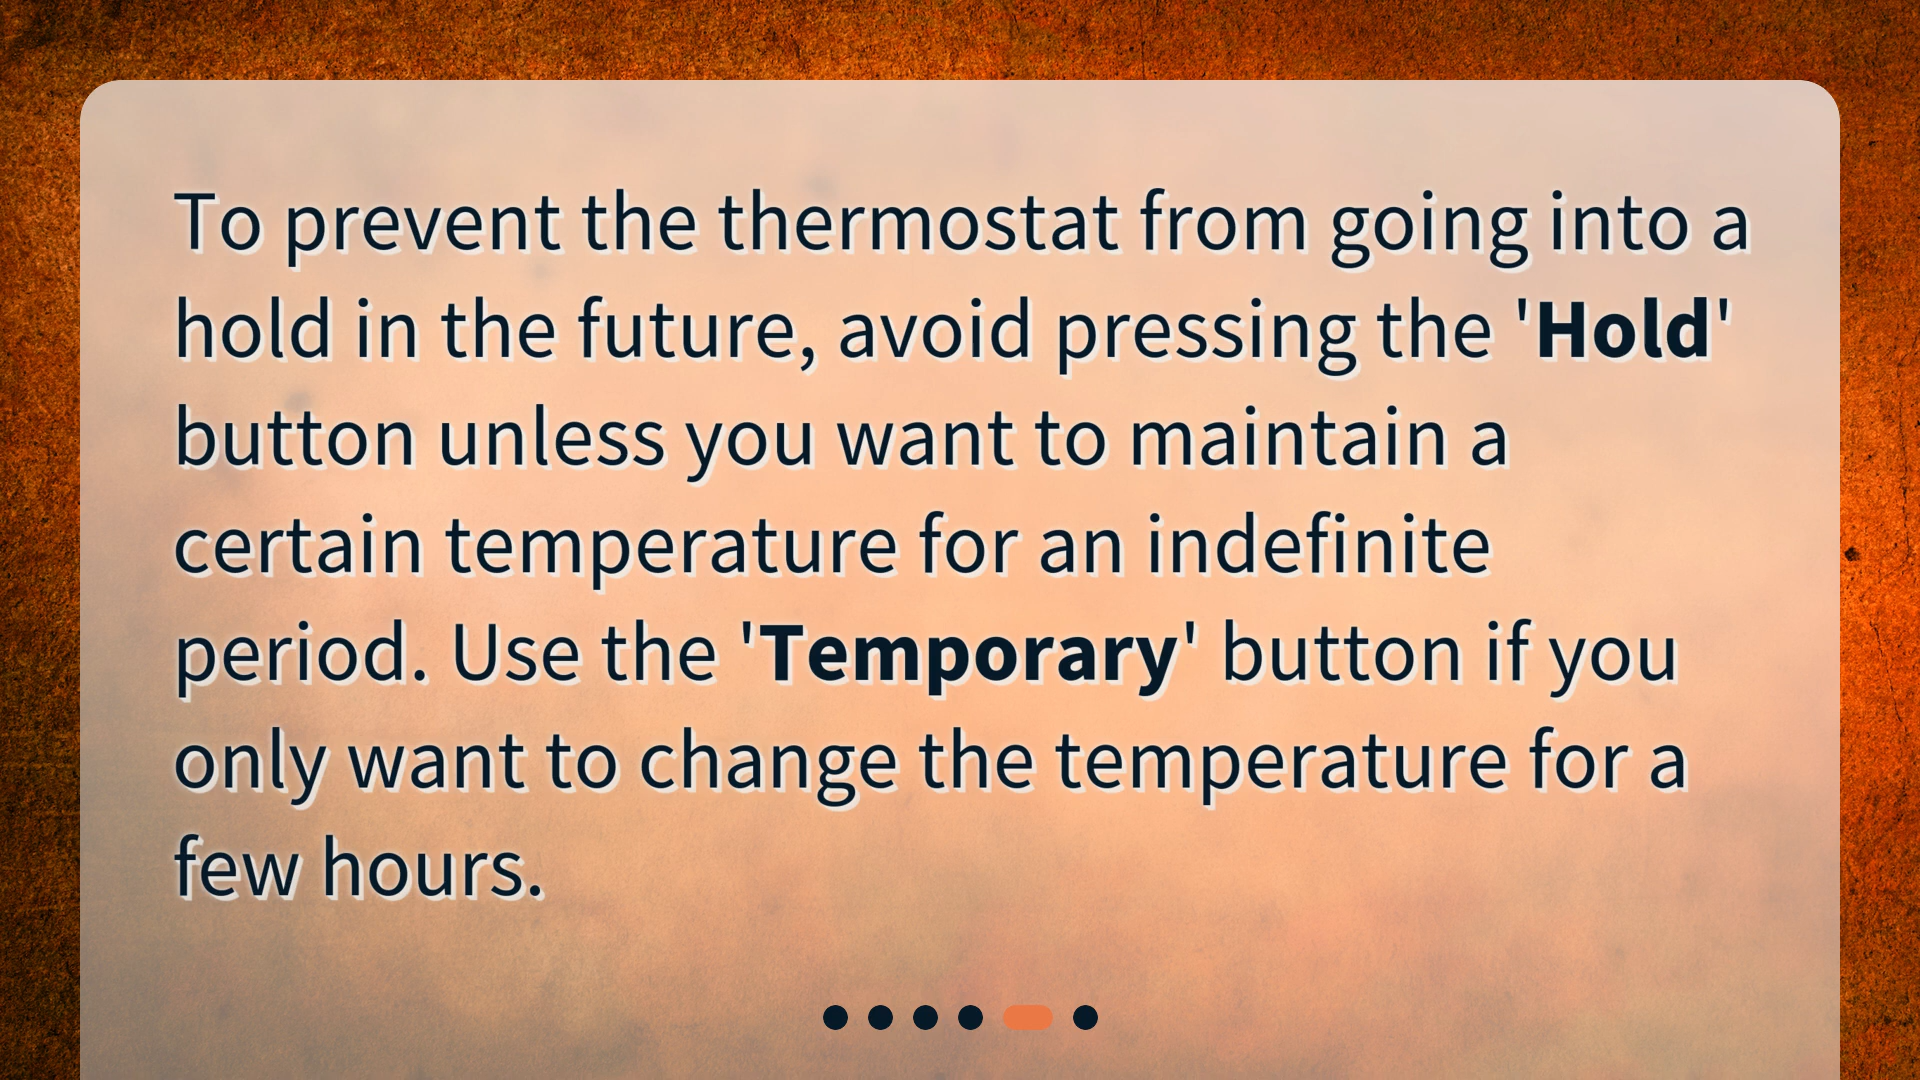 To prevent the thermostat from going into a
hold in the future, avoid pressing the 'Hold'
button unless you want to maintain a
certain temperature for an indefinite
period. Use the 'Temporary' button if you
only want to change the temperature for a
few hours.